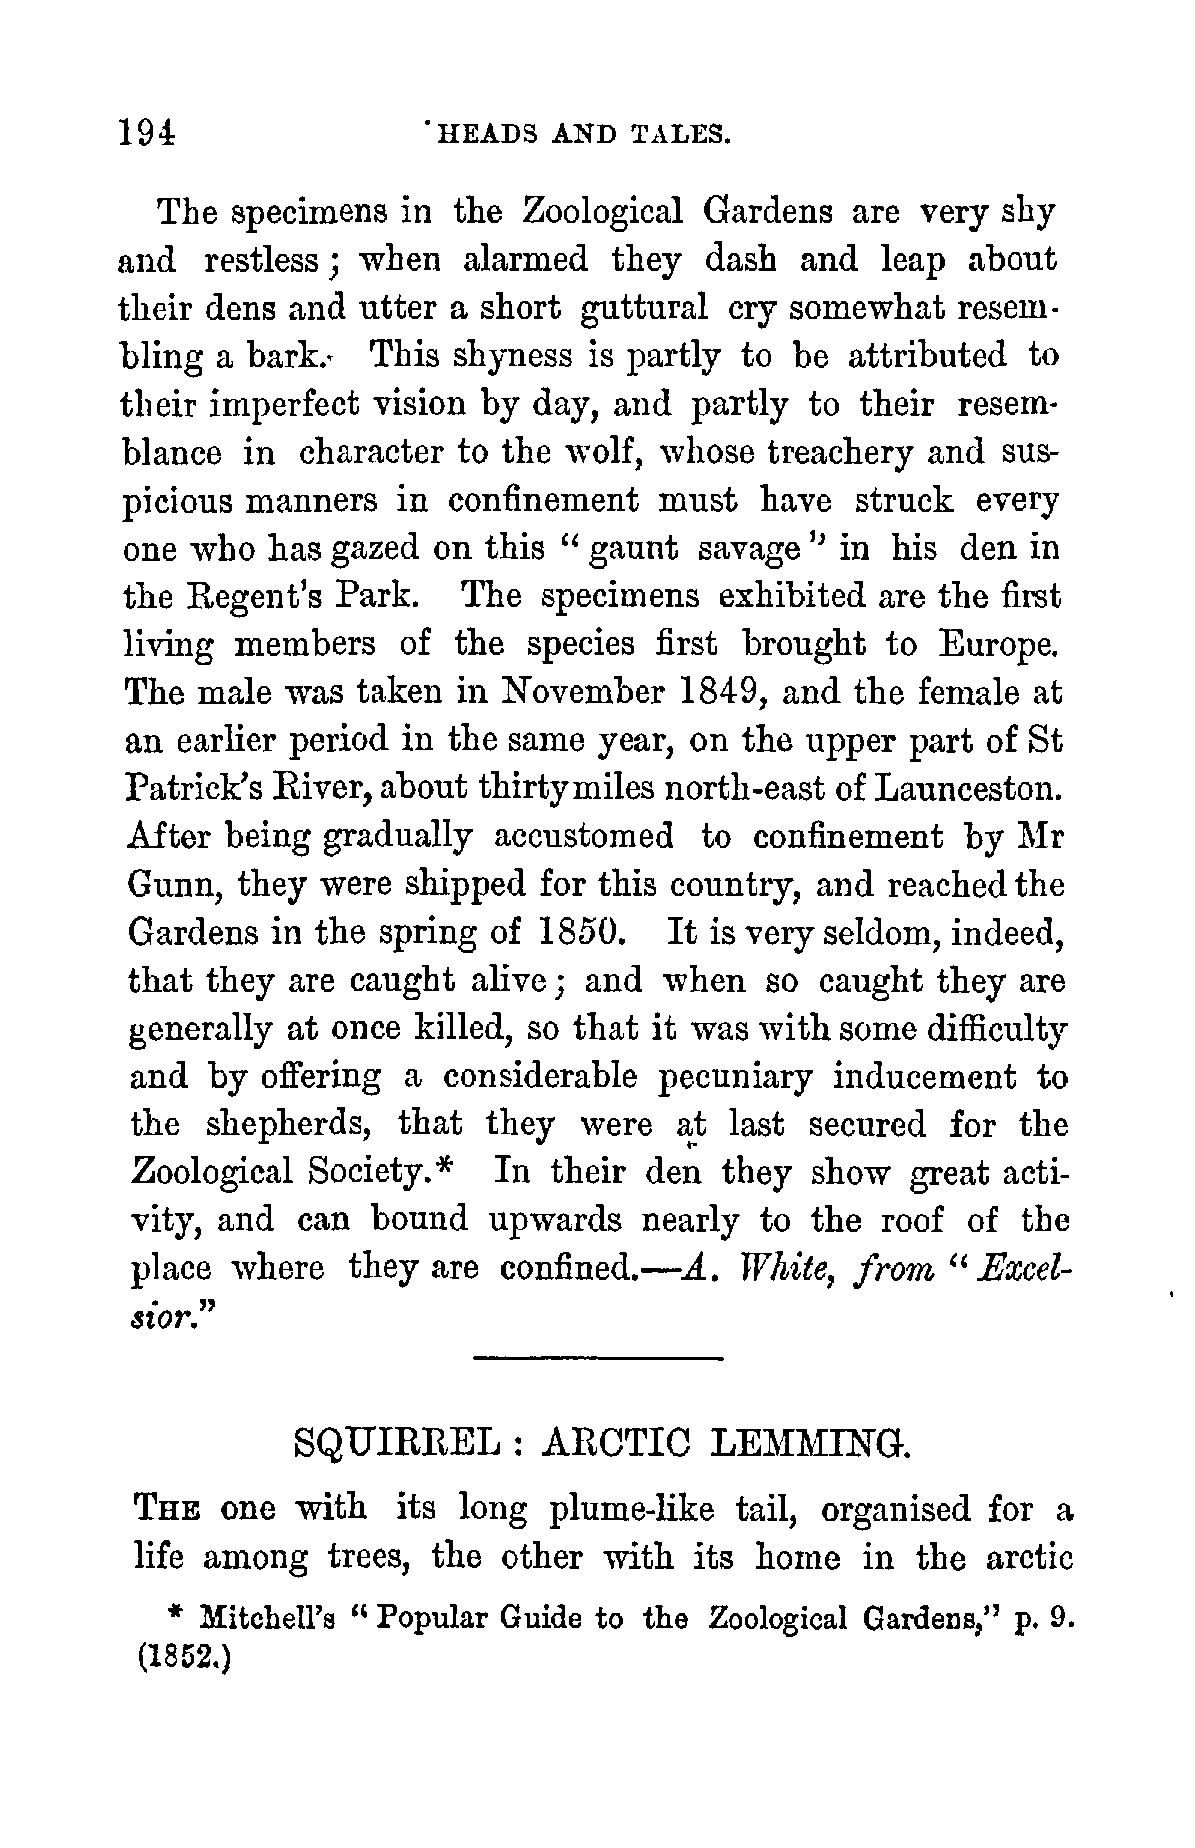 194 HEADS AND TALES.
The specimens in the Zoological Gardens are very shy
and restless; when alarmed they dash and leap about
their dens and utter a short guttural cry somewhat resem-
bling a bark. This shyness is partly to be attributed to
their imperfect vision by day, and partly to their resem-
blance in character to the wolf, whose treachery and sus-
picious manners in confinement must have struck every
one who has gazed on this "gaunt savage" in his den in
the Regent's Park. The specimens exhibited are the first
living members of the species first brought to Europe.
The male was taken in November 1849, and the female at
an earlier period in the same year, on the upper part of St
Patrick's River, about thirty miles north-east of Launceston.
After being gradually accustomed to confinement by Mr
Gunn, they were shipped for this country, and reached the
Gardens in the spring of 1850. It is very seldom, indeed,
that they are caught alive; and when so caught they are
generally at once killed, so that it was with some difficulty
and by offering a considerable pecuniary inducement to
the shepherds, that they were at last secured for the
Zoological Society.* In their den they show great acti-
vity, and can bound upwards nearly to the roof of the
place where they are confined.—A. White, from "Excel-
sior."
SQUIRREL: ARCTIC LEMMING.
THE one with its long plume-like tail, organised for a
life among trees, the other with its home in the arctic
* Mitchell's "Popular Guide to the Zoological Gardens," p. 9.
(1852.)